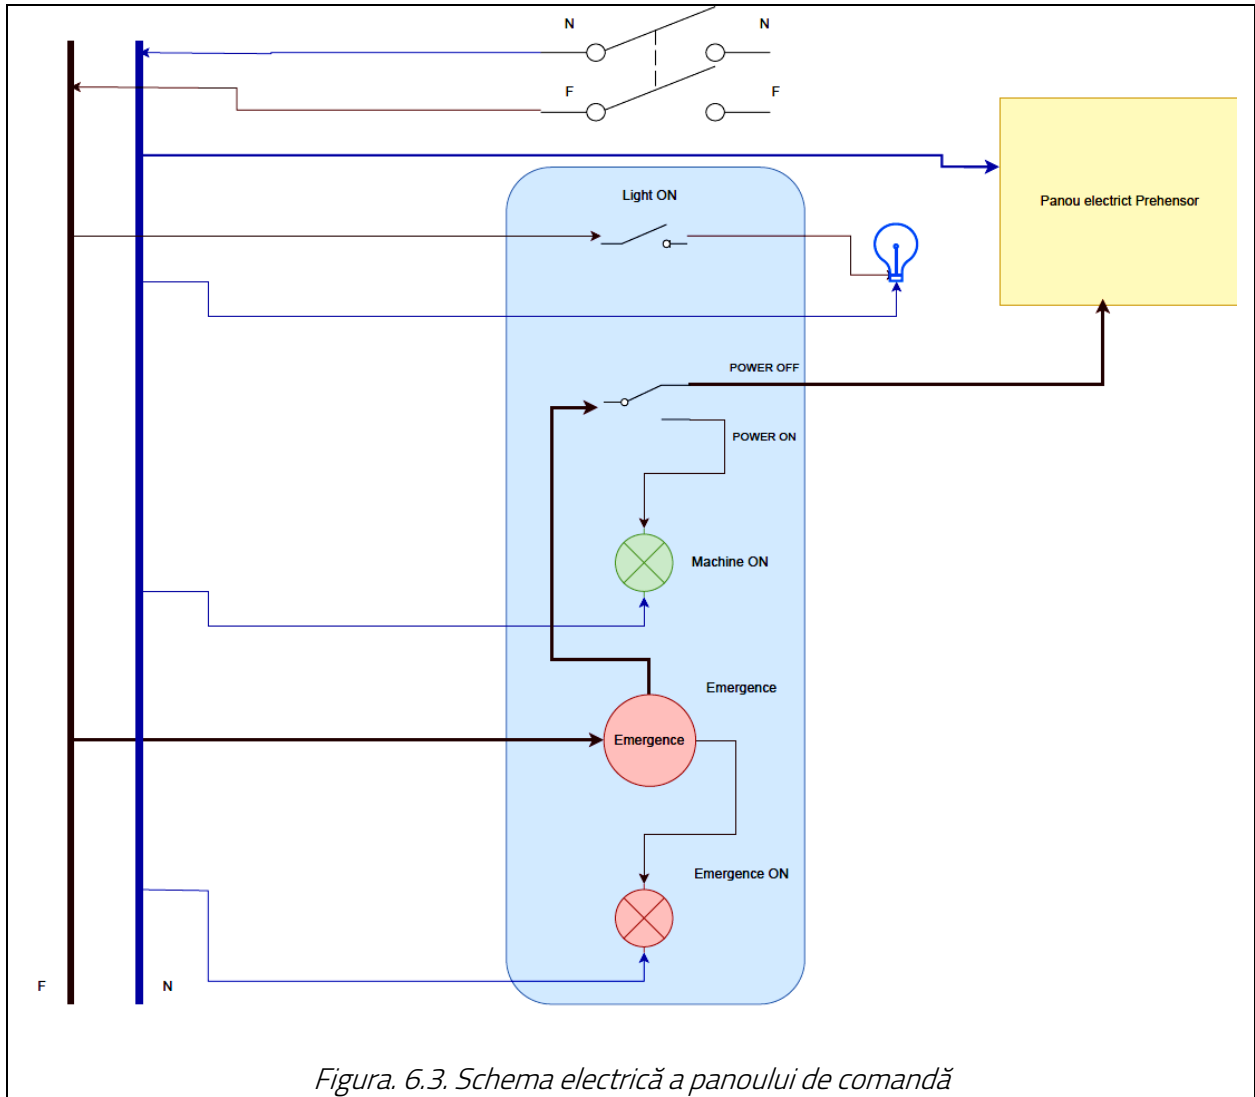 N N
F F
Light ON
Panou electrict Prehensor
POWER OFF
POWER ON
Machine ON
Emergence
Emergence
Emergence ON
F N
Figura. 6.3. Schema electrică a panoului de comandă